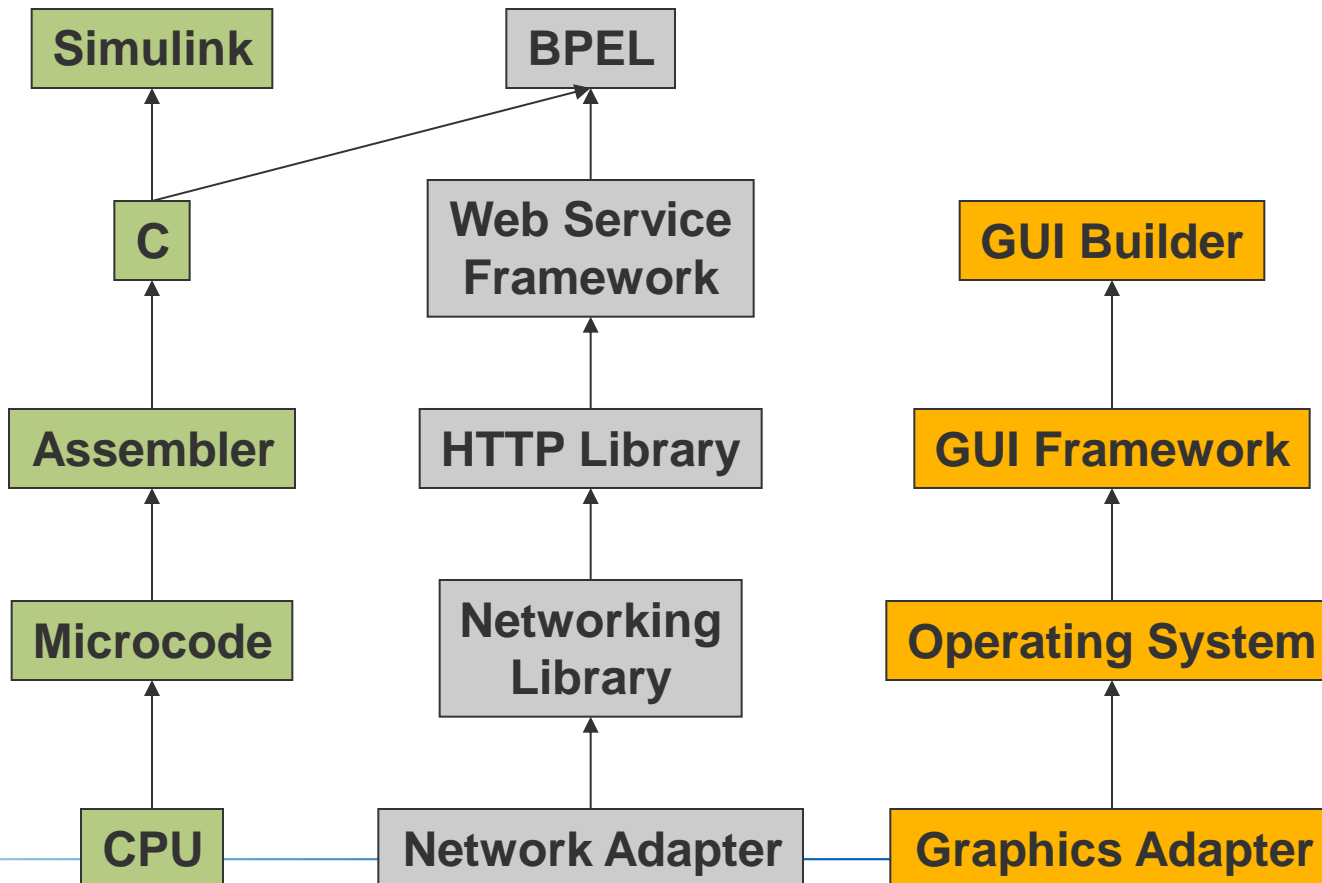 Simulink
BPEL
C
Web Service
Framework
GUI Builder
Assembler
HTTP Library
GUI Framework
Microcode
Networking
Library
Operating System
CPU
Network Adapter
Graphics Adapter